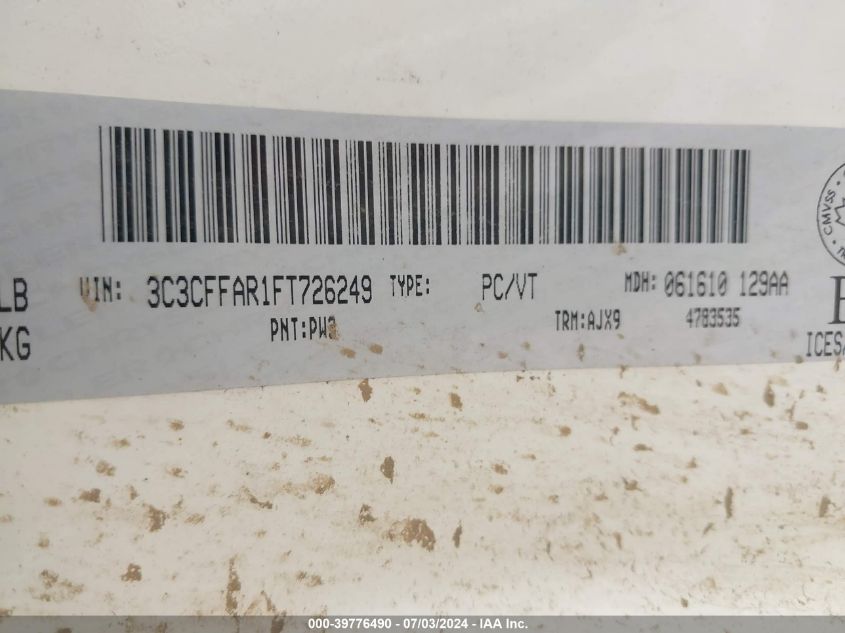 LB VIN: 3C3CFFAR1FT726249 TYPE: PC/VT MDH: 061610 129AA
KG PNT:PW3 TRM:AJX9 4783535
CMVSS
ICES
000-39776490 - 07/03/2024 - IAA Inc.